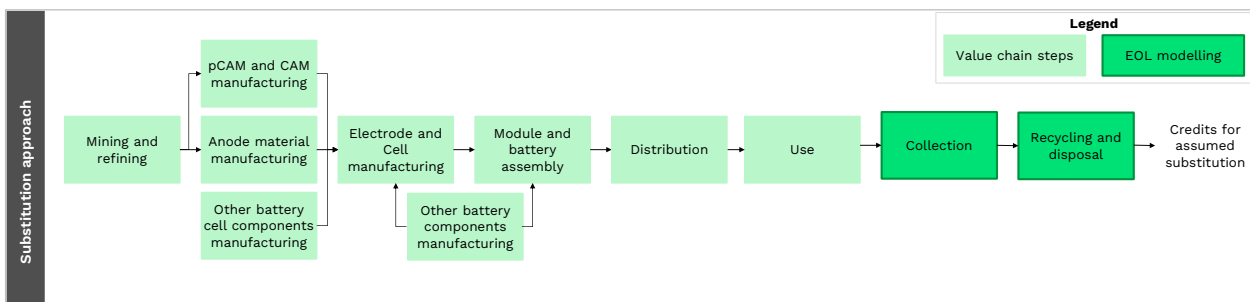 Substitution approach
Legend
Value chain steps
EOL modelling
Mining and
refining
pCAM and CAM
manufacturing
Anode material
manufacturing
Other battery
cell components
manufacturing
Electrode and
Cell
manufacturing
Module and
battery assembly
Other battery
components
manufacturing
Distribution
Use
Collection
Recycling and
disposal
Credits for
assumed
substitution